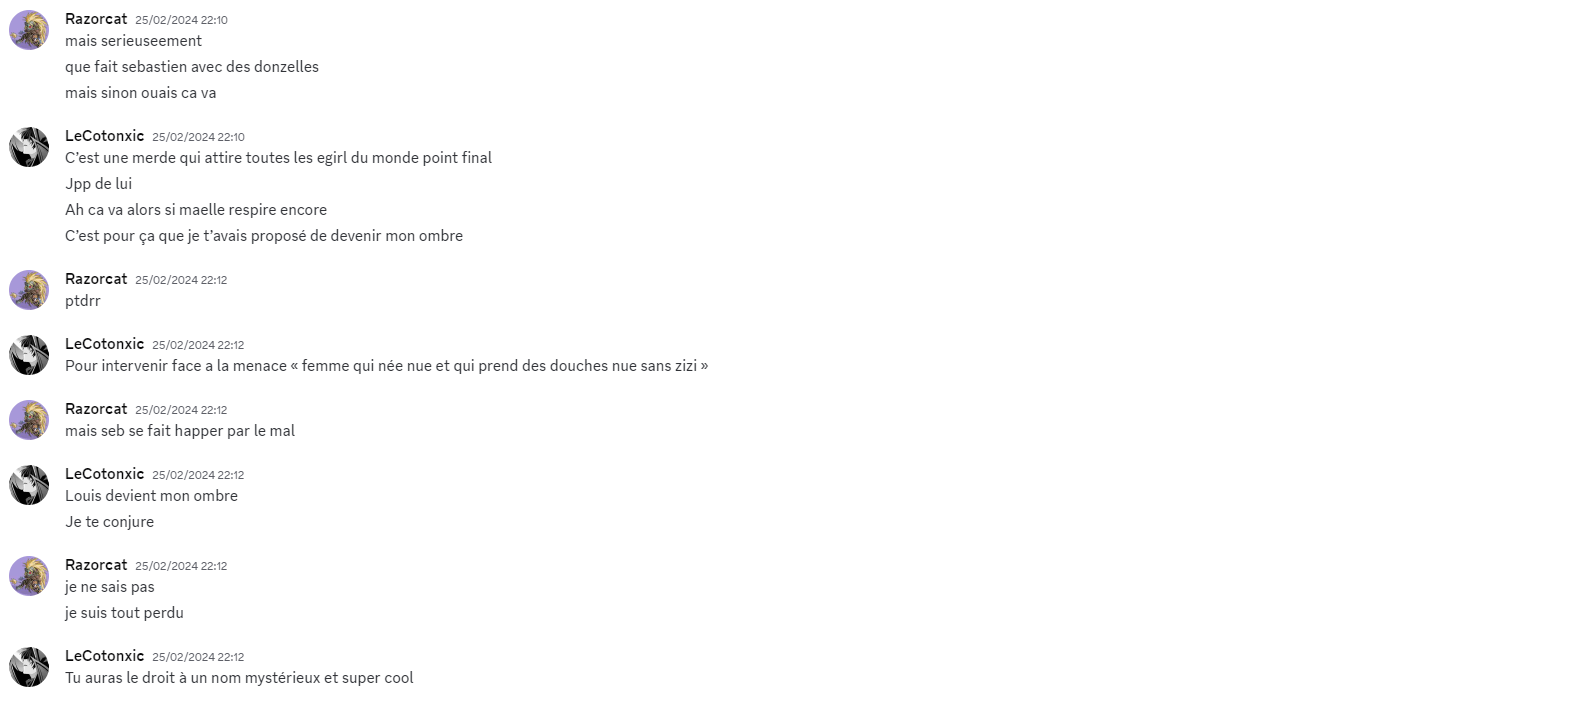 Razorcat 25/02/2024 22:10
mais serieuseement
que fait sebastien avec des donzelles
mais sinon ouais ca va
LeCotonxic 25/02/2024 22:10
C’est une merde qui attire toutes les egirl du monde point final
Jpp de lui
Ah ca va alors si maelle respire encore
C’est pour ça que je t’avais proposé de devenir mon ombre
Razorcat 25/02/2024 22:12
ptdrr
LeCotonxic 25/02/2024 22:12
Pour intervenir face a la menace « femme qui née nue et qui prend des douches nue sans zizi »
Razorcat 25/02/2024 22:12
mais seb se fait happer par le mal
LeCotonxic 25/02/2024 22:12
Louis devient mon ombre
Je te conjure
Razorcat 25/02/2024 22:12
je ne sais pas
je suis tout perdu
LeCotonxic 25/02/2024 22:12
Tu auras le droit à un nom mystérieux et super cool